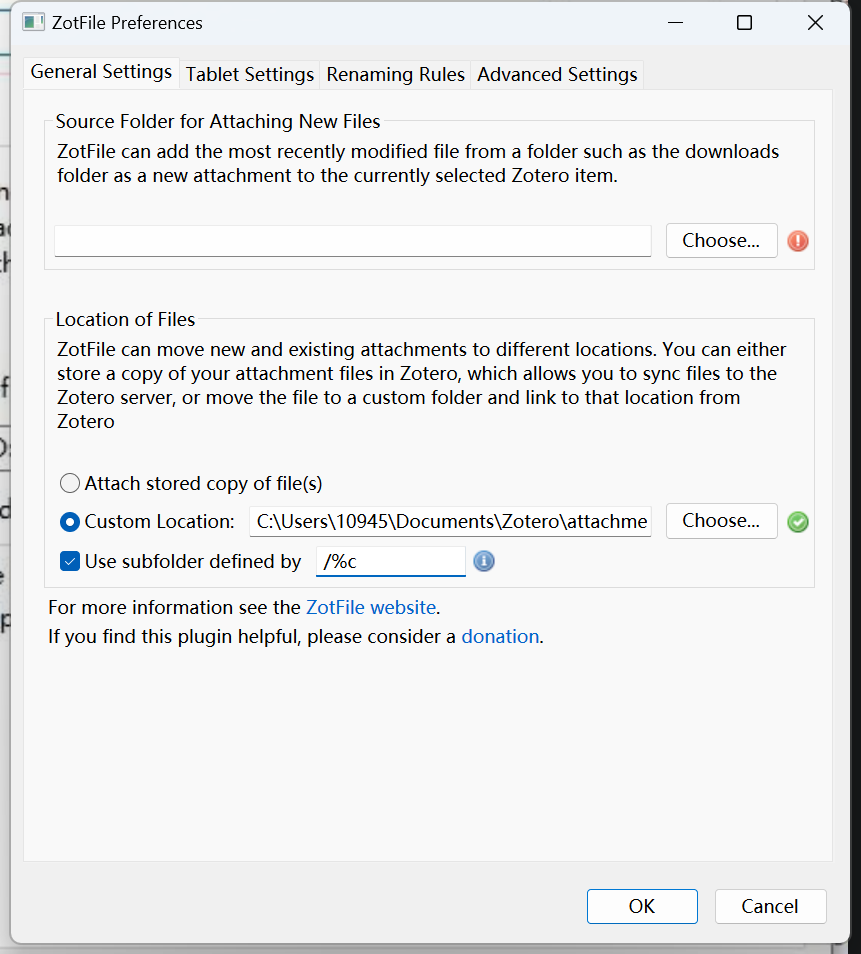 ZotFile Preferences
General Settings
Tablet Settings
Renaming Rules
Advanced Settings
Source Folder for Attaching New Files
ZotFile can add the most recently modified file from a folder such as the downloads
folder as a new attachment to the currently selected Zotero item.
Choose...
Location of Files
ZotFile can move new and existing attachments to different locations. You can either
store a copy of your attachment files in Zotero, which allows you to sync files to the
Zotero server, or move the file to a custom folder and link to that location from
Zotero
Attach stored copy of file(s)
Custom Location:
C:\Users\10945\Documents\Zotero\attachme
Choose...
Use subfolder defined by
/%c
For more information see the ZotFile website.
If you find this plugin helpful, please consider a donation.
OK
Cancel